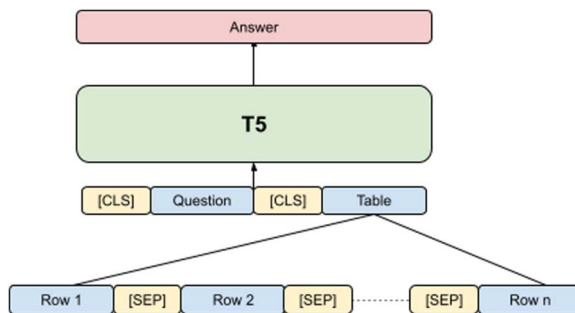 Answer
T5
[CLS] Question [CLS] Table
Row 1 [SEP] Row 2 [SEP] [SEP] Row n